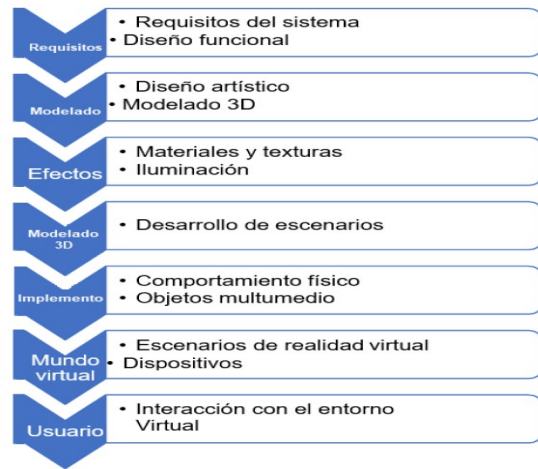 Requisitos
• Requisitos del sistema
• Diseño funcional
Modelado
• Diseño artístico
• Modelado 3D
Efectos
• Materiales y texturas
• Iluminación
Modelado
3D
• Desarrollo de escenarios
Implemento
• Comportamiento físico
• Objetos multumedio
Mundo
virtual
• Escenarios de realidad virtual
• Dispositivos
Usuario
• Interacción con el entorno
Virtual